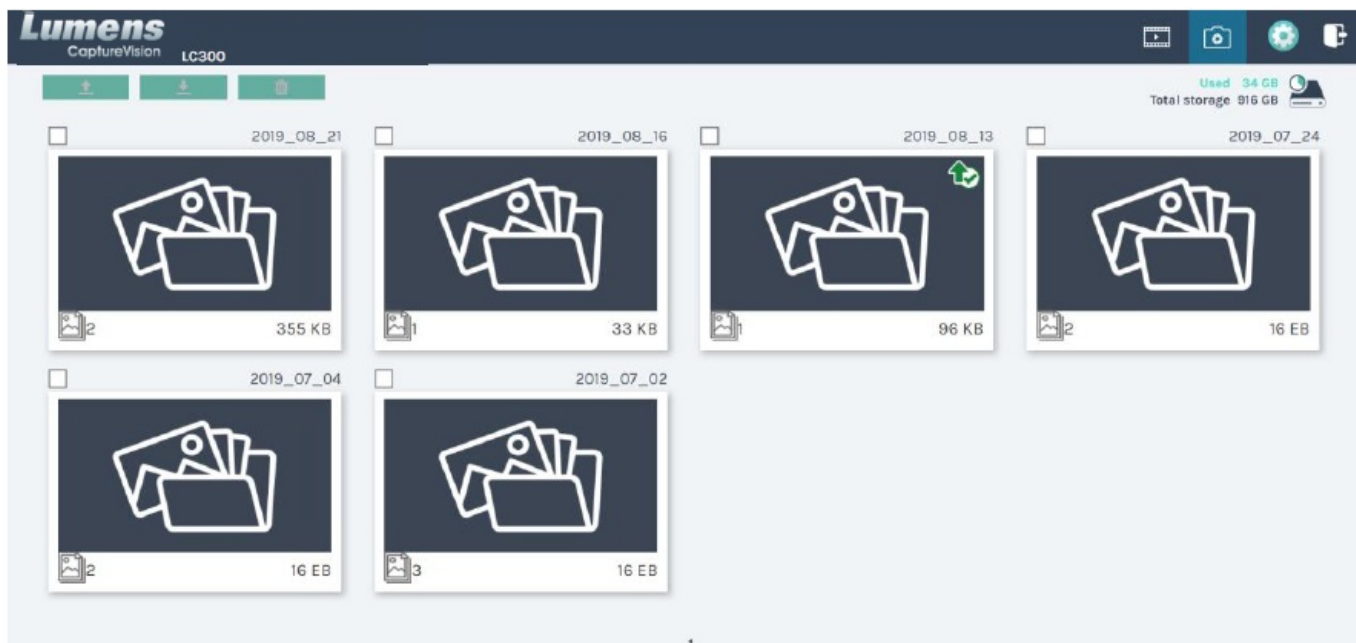 Lumens
CaptureVision LC300
Used 34 GB
Total storage 916 GB
2019_08_21
2019_08_16
2019_08_13
2019_07_24
2 355 KB
1 33 KB
1 96 KB
2 16 EB
2019_07_04
2019_07_02
2 16 EB
3 16 EB
1